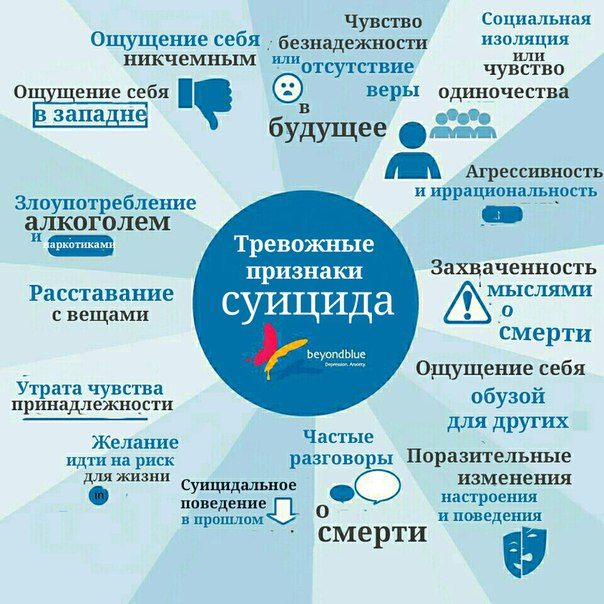 Ощущение себя
никчемным
Ощущение себя
в западне
Чувство
безнадежности
или отсутствие
веры
в
будущее
Социальная
изоляция
или
чувство
одиночества
Агрессивность
и иррациональность
Злоупотребление
алкоголем
и наркотиками
Тревожные
признаки
суицида
beyondblue
Depression. Anxiety.
Захваченность
мыслями
о
смерти
Расставание
с вещами
Ощущение себя
обузой
для других
Утрата чувства
принадлежности
Желание
идти на риск
для жизни
in
Суицидальное
поведение
в прошлом
Частые
разговоры
о
смерти
Поразительные
изменения
настроения
и поведения